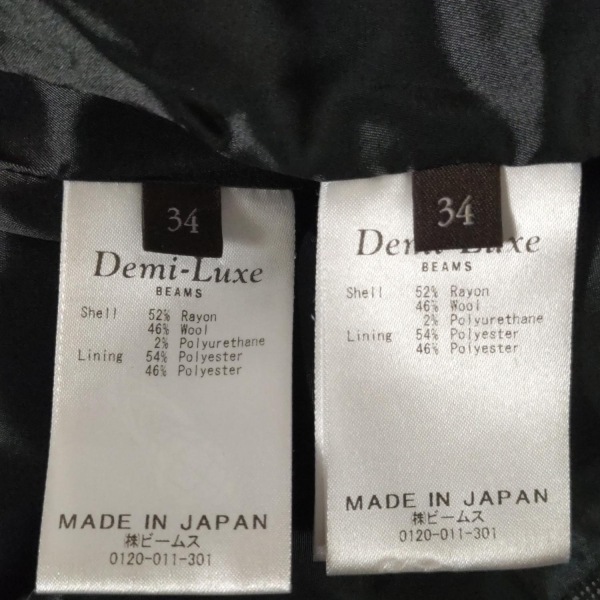 34
Demi-Luxe
BEAMS
Shell 52% Rayon
46% Wool
2% Polyurethane
Lining 54% Polyester
46% Polyester
MADE IN JAPAN
㈱ビームス
0120-011-301
34
Demi-Luxe
BEAMS
Shell 52% Rayon
46% Wool
2% Polyurethane
Lining 54% Polyester
46% Polyester
MADE IN JAPAN
㈱ビームス
0120-011-301